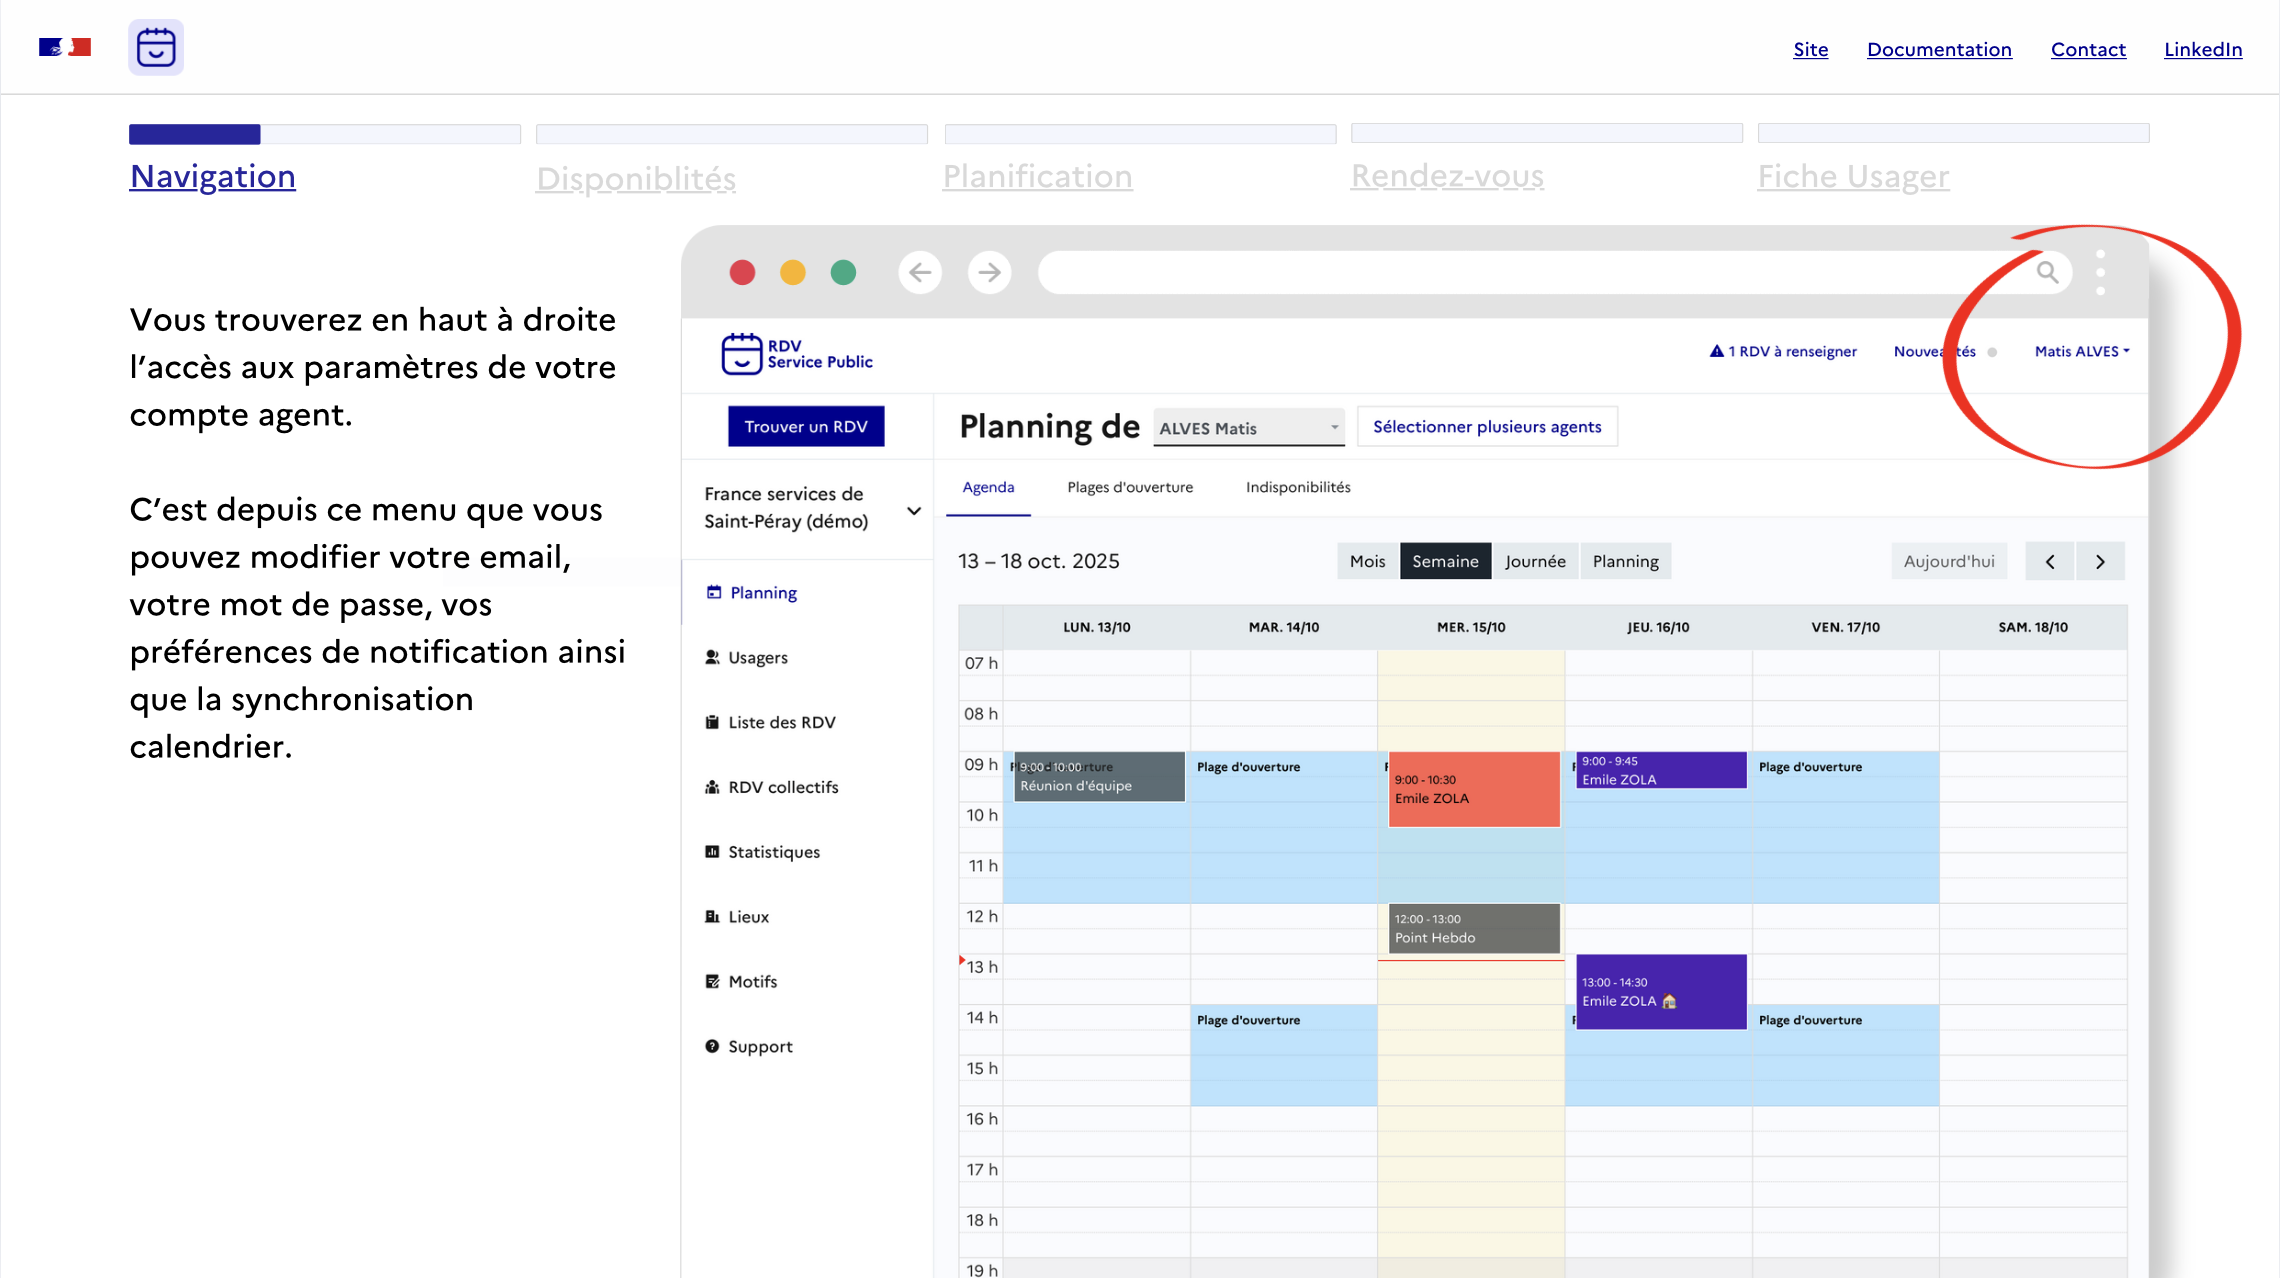 Site Documentation Contact LinkedIn
Navigation Disponiblités Planification Rendez-vous Fiche Usager
Vous trouverez en haut à droite
l’accès aux paramètres de votre
compte agent.
C’est depuis ce menu que vous
pouvez modifier votre email,
votre mot de passe, vos
préférences de notification ainsi
que la synchronisation
calendrier.
RDV
Service Public
1 RDV à renseigner Nouveautés Matis ALVES
Trouver un RDV
France services de
Saint-Péray (démo)
Planning
Usagers
Liste des RDV
RDV collectifs
Statistiques
Lieux
Motifs
Support
Planning de ALVES Matis Sélectionner plusieurs agents
Agenda Plages d'ouverture Indisponibilités
13 – 18 oct. 2025 Mois Semaine Journée Planning Aujourd'hui
LUN. 13/10 MAR. 14/10 MER. 15/10 JEU. 16/10 VEN. 17/10 SAM. 18/10
07 h
08 h
09 h
9:00 - 10:00
Réunion d'équipe
Plage d'ouverture
9:00 - 10:30
Emile ZOLA
9:00 - 9:45
Emile ZOLA
Plage d'ouverture
10 h
11 h
12 h
12:00 - 13:00
Point Hebdo
13 h
13:00 - 14:30
Emile ZOLA
14 h
Plage d'ouverture
Plage d'ouverture
15 h
16 h
17 h
18 h
19 h